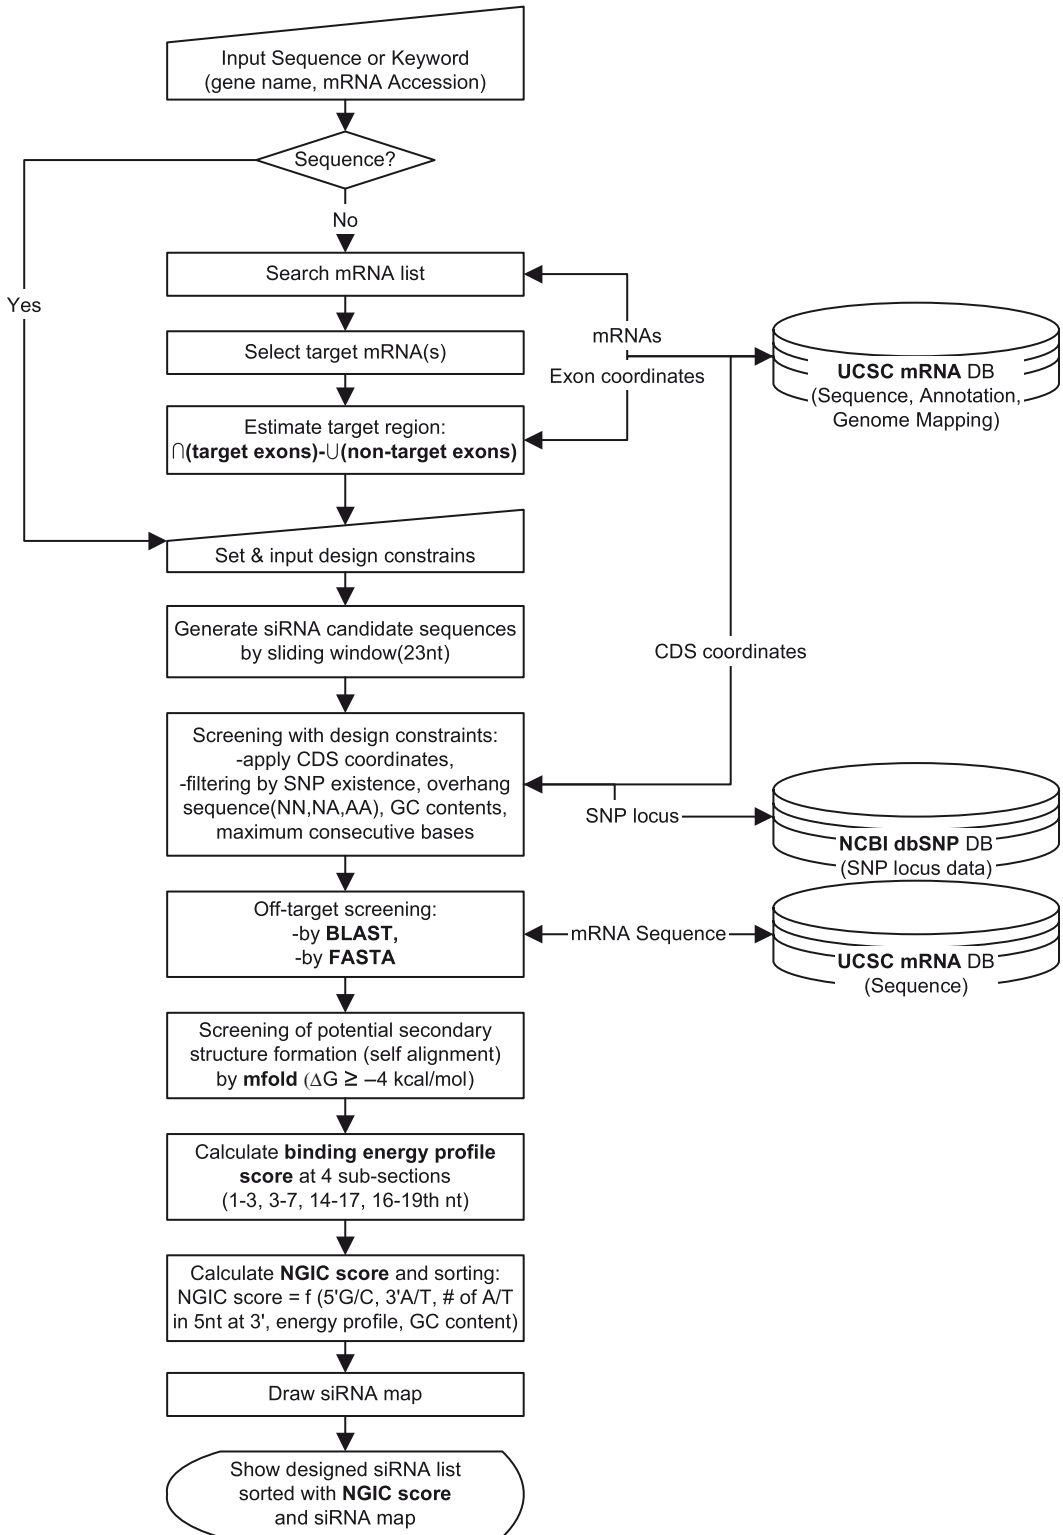 Input Sequence or Keyword
(gene name, mRNA Accession)
Sequence?
No
Yes
Search mRNA list
Select target mRNA(s)
Estimate target region:
∩(target exons)-∪(non-target exons)
mRNAs
Exon coordinates
UCSC mRNA DB
(Sequence, Annotation,
Genome Mapping)
Set & input design constrains
Generate siRNA candidate sequences
by sliding window(23nt)
CDS coordinates
Screening with design constraints:
-apply CDS coordinates,
-filtering by SNP existence, overhang
sequence(NN,NA,AA), GC contents,
maximum consecutive bases
SNP locus
NCBI dbSNP DB
(SNP locus data)
Off-target screening:
-by BLAST,
-by FASTA
mRNA Sequence
UCSC mRNA DB
(Sequence)
Screening of potential secondary
structure formation (self alignment)
by mfold (ΔG ≥ –4 kcal/mol)
Calculate binding energy profile
score at 4 sub-sections
(1-3, 3-7, 14-17, 16-19th nt)
Calculate NGIC score and sorting:
NGIC score = f (5'G/C, 3'A/T, # of A/T
in 5nt at 3', energy profile, GC content)
Draw siRNA map
Show designed siRNA list
sorted with NGIC score
and siRNA map